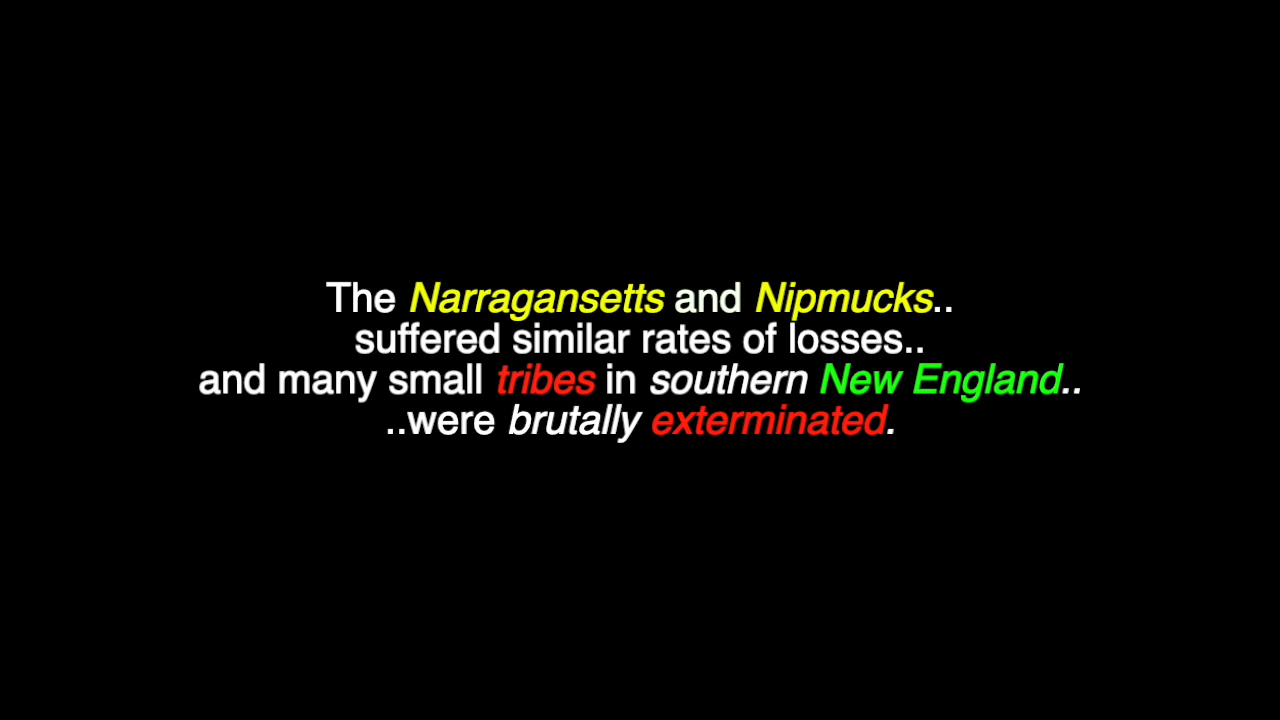 The Narragansetts and Nipmucks..
suffered similar rates of losses..
and many small tribes in southern New England..
..were brutally exterminated.